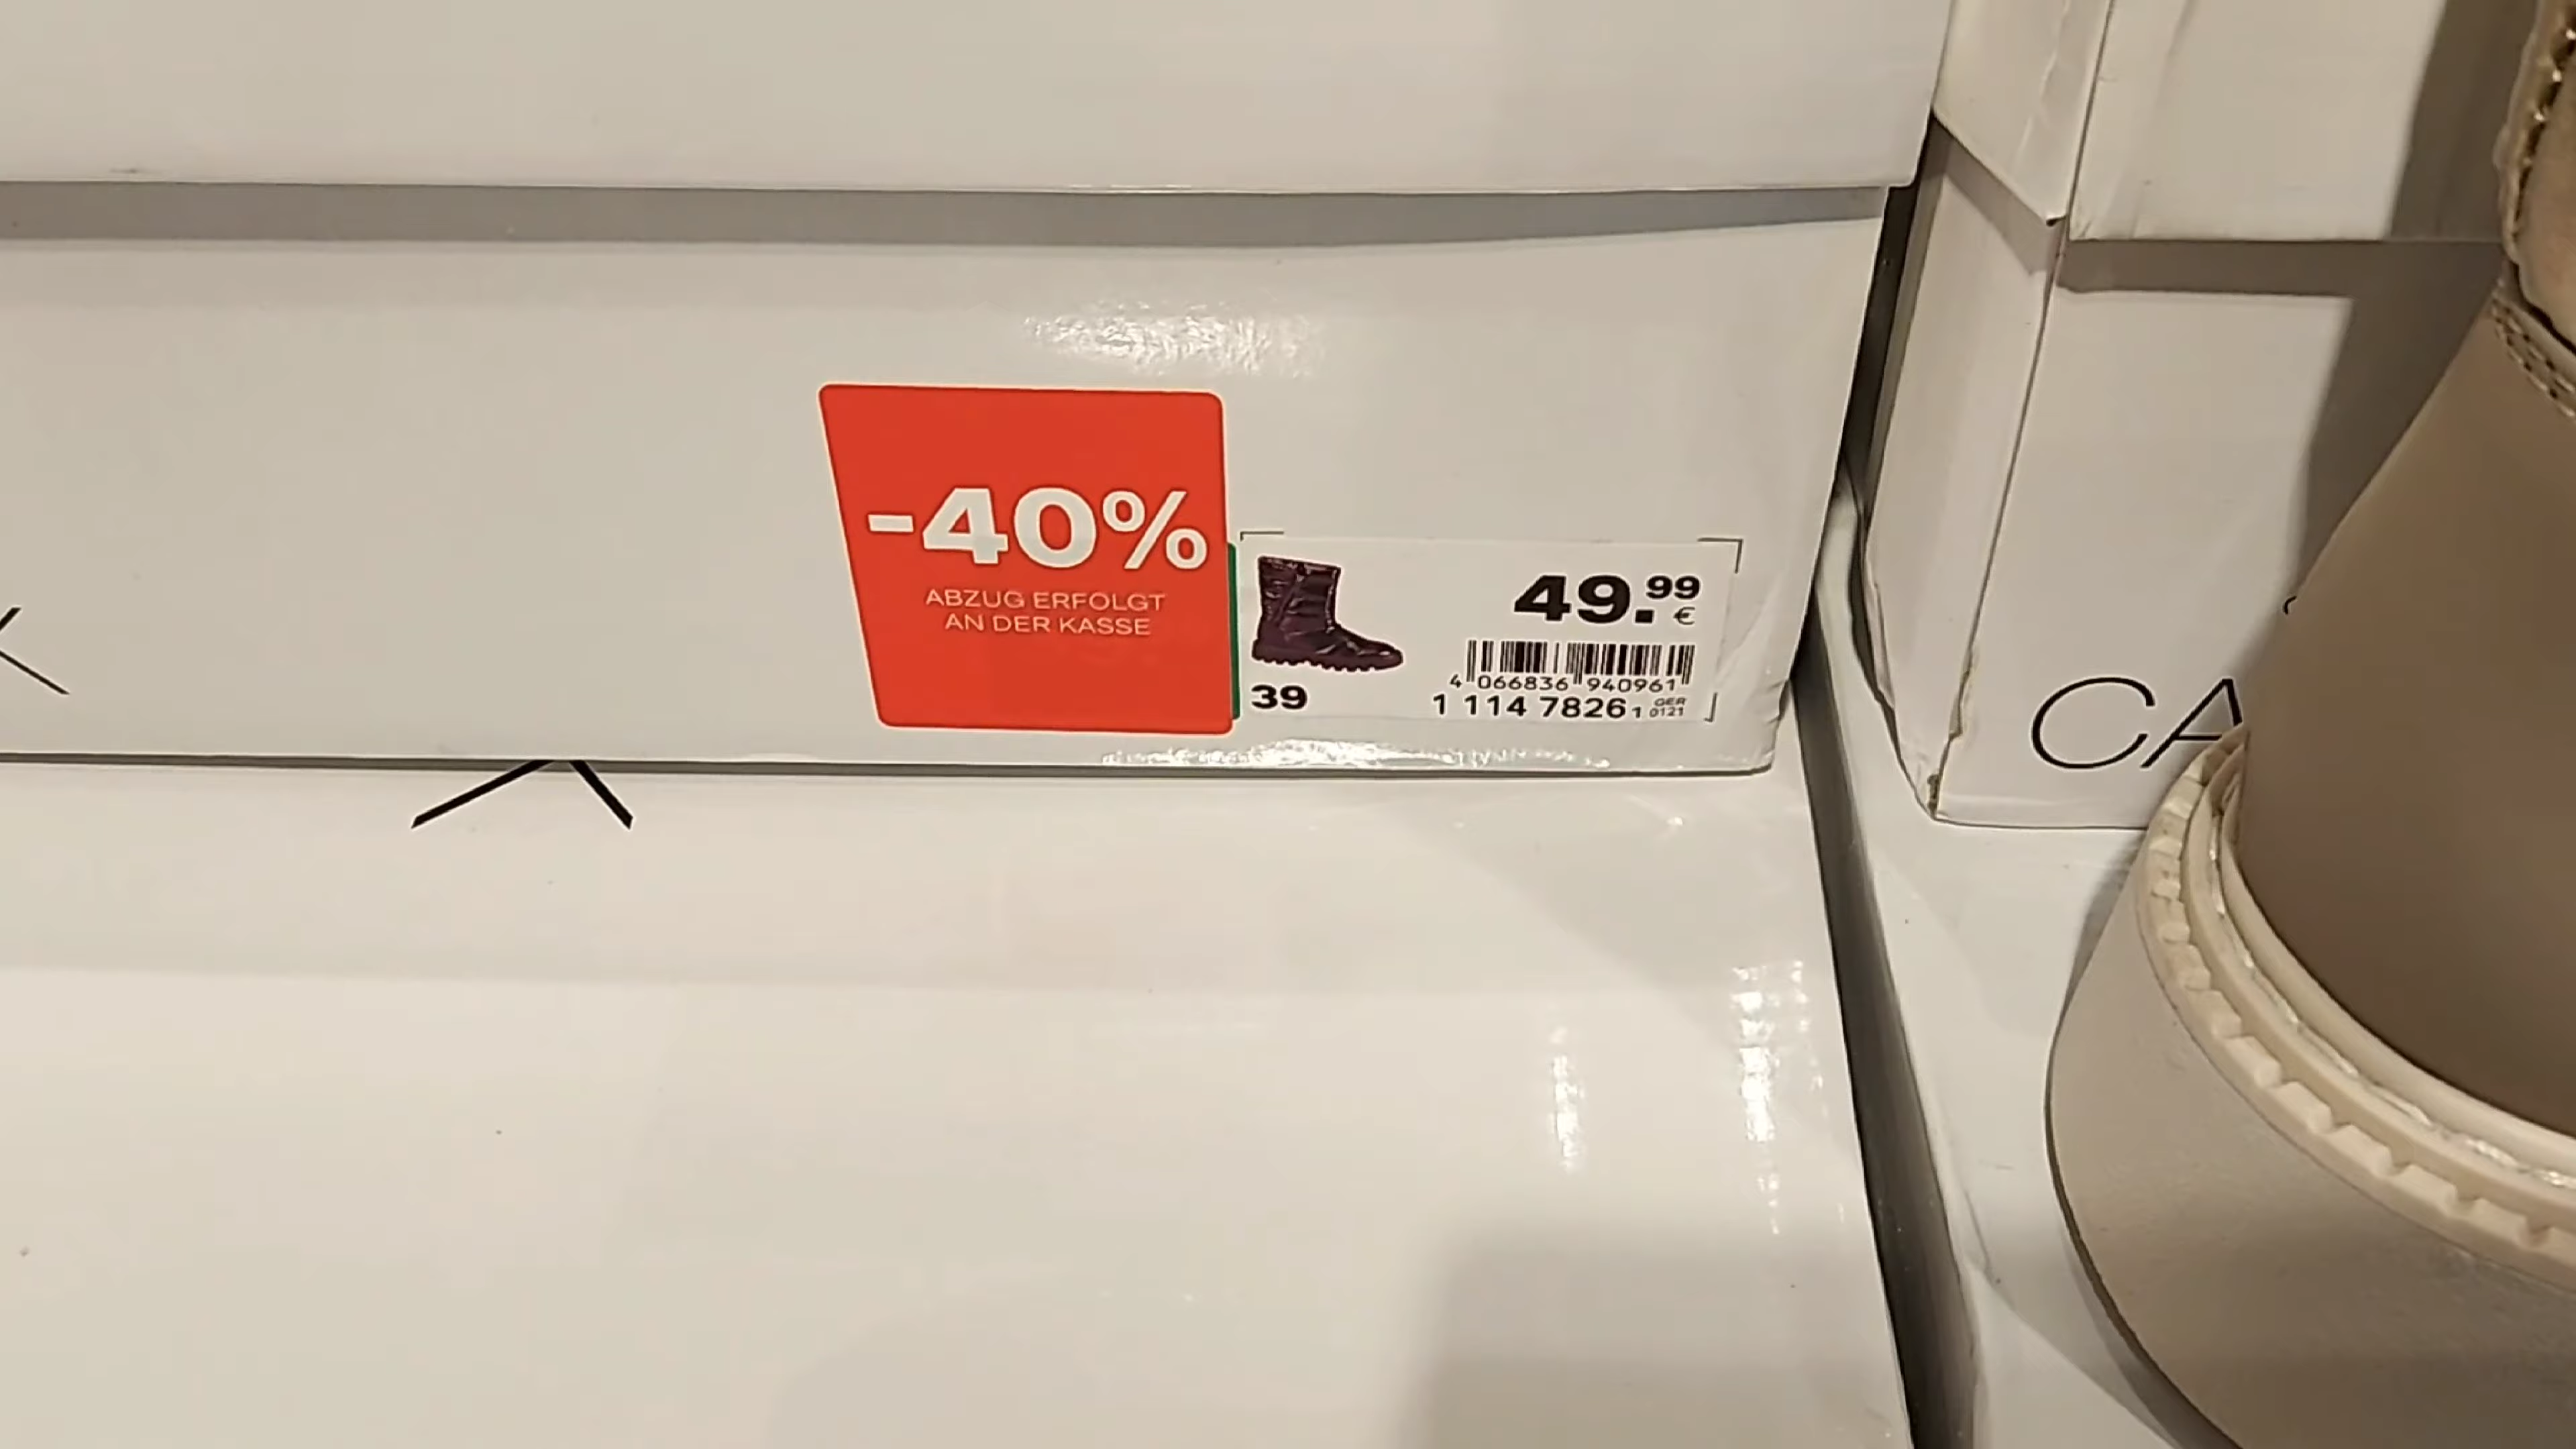 -40%
ABZUG ERFOLGT
AN DER KASSE
49.99
€
4 066836 940961
39
1 114 7826 1 GER
0121
CA